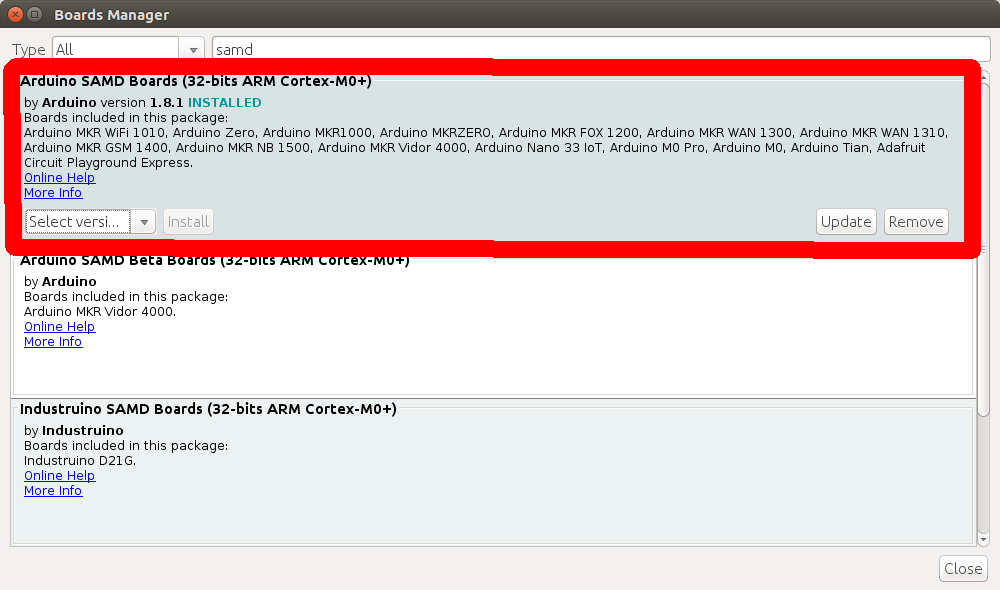 Boards Manager
Type All samd
Arduino SAMD Boards (32-bits ARM Cortex-M0+)
by Arduino version 1.8.1 INSTALLED
Boards included in this package:
Arduino MKR WiFi 1010, Arduino Zero, Arduino MKR1000, Arduino MKRZERO, Arduino MKR FOX 1200, Arduino MKR WAN 1300, Arduino MKR WAN 1310,
Arduino MKR GSM 1400, Arduino MKR NB 1500, Arduino MKR Vidor 4000, Arduino Nano 33 IoT, Arduino M0 Pro, Arduino M0, Arduino Tian, Adafruit
Circuit Playground Express.
Online Help
More Info
Select versi... Install Update Remove
Arduino SAMD Beta Boards (32-bits ARM Cortex-M0+)
by Arduino
Boards included in this package:
Arduino MKR Vidor 4000.
Online Help
More Info
Industruino SAMD Boards (32-bits ARM Cortex-M0+)
by Industruino
Boards included in this package:
Industruino D21G.
Online Help
More Info
Close